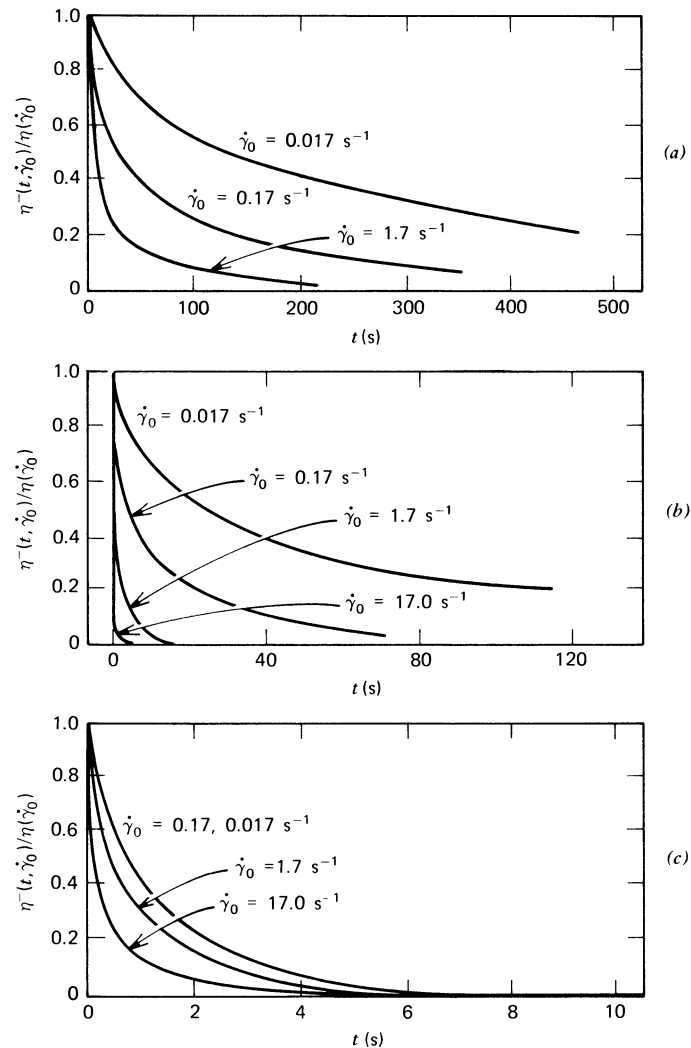 1.0
0.8
0.6
0.4
0.2
0
η⁻(t, γ̇₀)/η(γ̇₀)
γ̇₀ = 0.017 s⁻¹
γ̇₀ = 0.17 s⁻¹
γ̇₀ = 1.7 s⁻¹
(a)
0 100 200 300 400 500
t (s)
1.0
0.8
0.6
0.4
0.2
0
η⁻(t, γ̇₀)/η(γ̇₀)
γ̇₀ = 0.017 s⁻¹
γ̇₀ = 0.17 s⁻¹
γ̇₀ = 1.7 s⁻¹
γ̇₀ = 17.0 s⁻¹
(b)
0 40 80 120
t (s)
1.0
0.8
0.6
0.4
0.2
0
η⁻(t, γ̇₀)/η(γ̇₀)
γ̇₀ = 0.17, 0.017 s⁻¹
γ̇₀ = 1.7 s⁻¹
γ̇₀ = 17.0 s⁻¹
(c)
0 2 4 6 8 10
t (s)